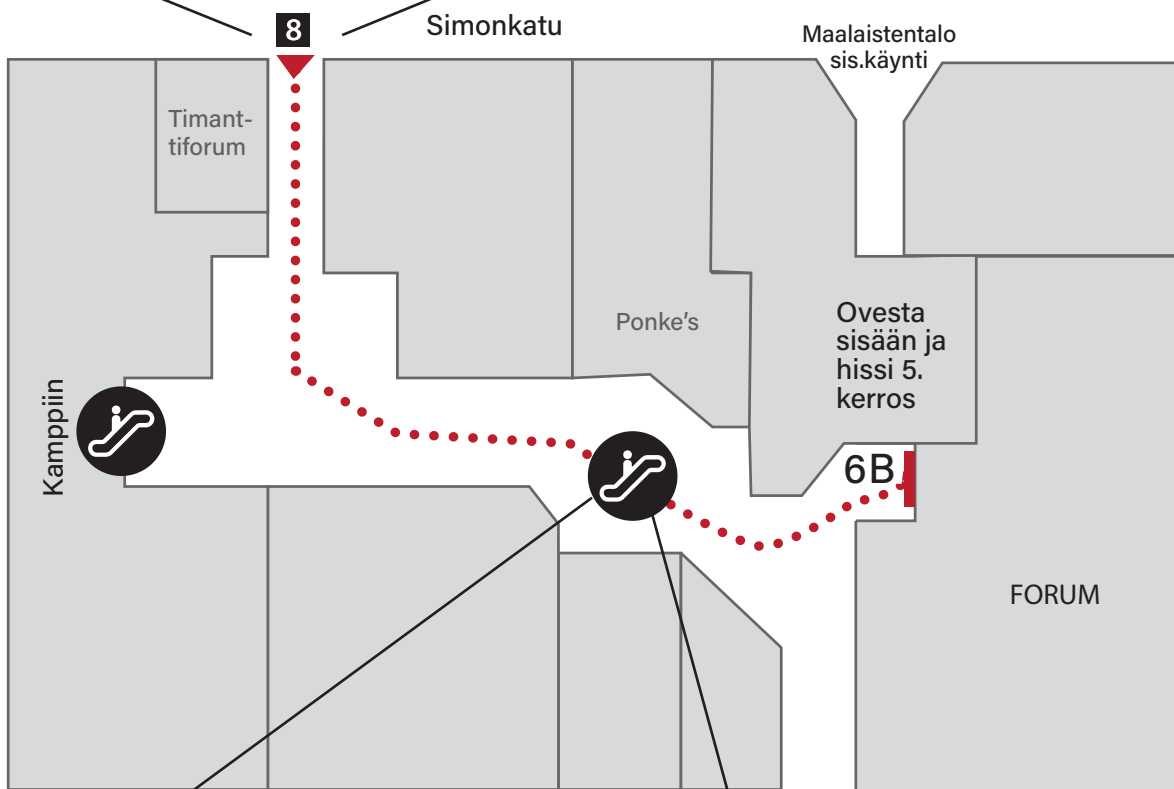 8
Simonkatu
Maalaistentalo
sis.käynti
Timant-
tiforum
Ponke's
Ovesta
sisään ja
hissi 5.
kerros
Kamppiin
6B
FORUM